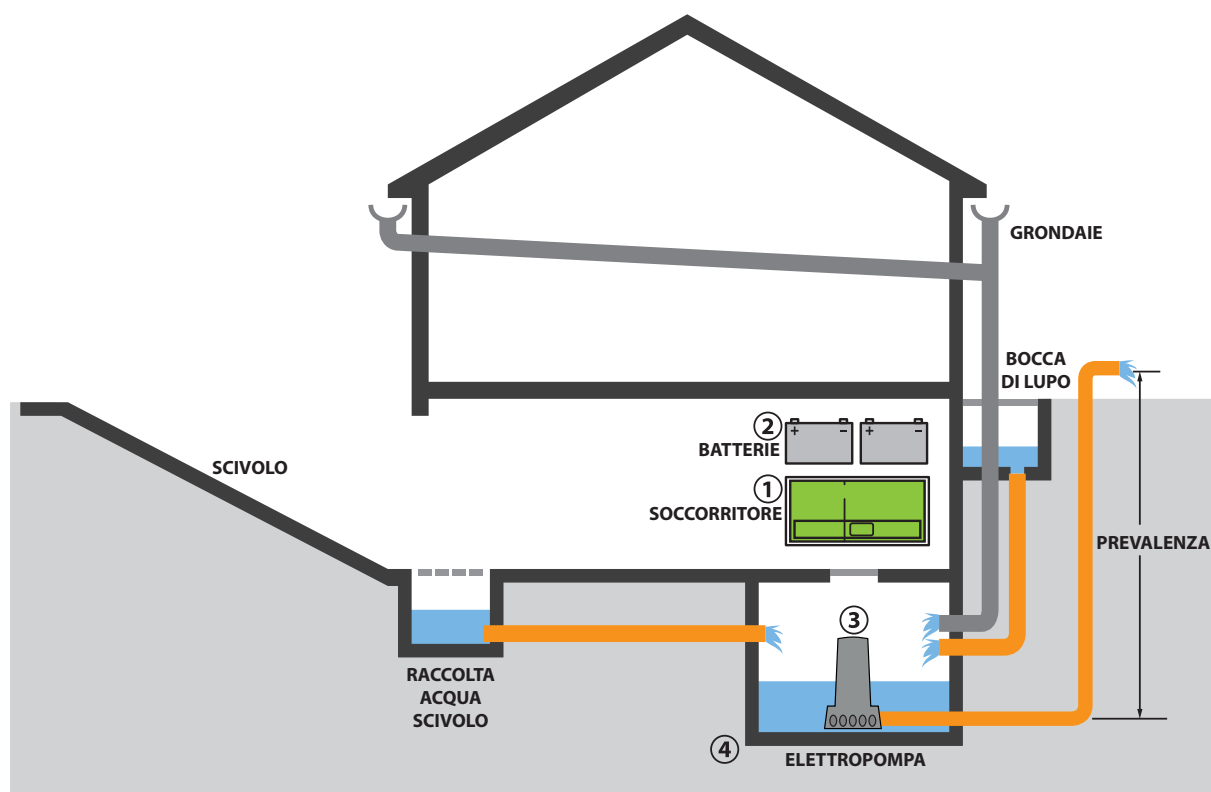 GRONDAIE
BOCCA
DI LUPO
②
BATTERIE
+ - + -
SCIVOLO
①
SOCCORRITORE
PREVALENZA
③
RACCOLTA
ACQUA
SCIVOLO
④
ELETTROPOMPA